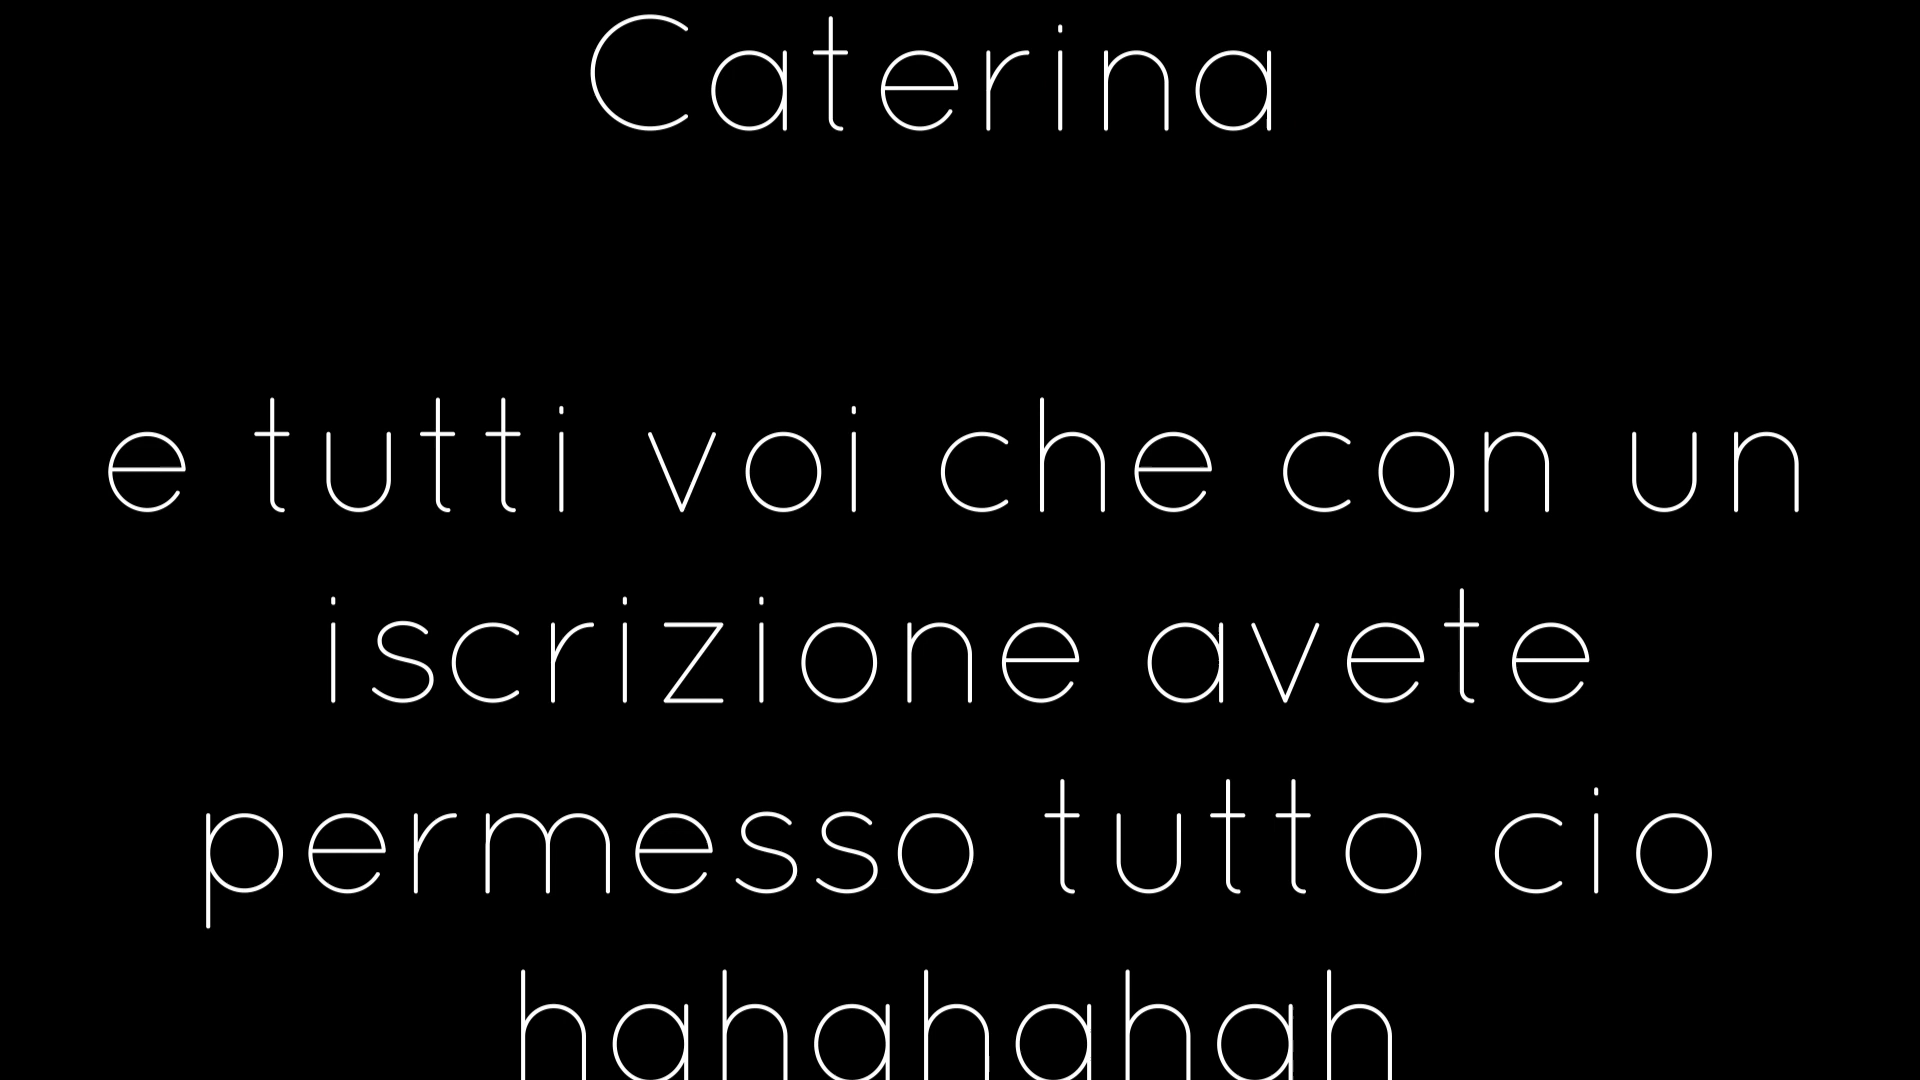 Caterina
e tutti voi che con un
iscrizione avete
permesso tutto cio
hahahahah